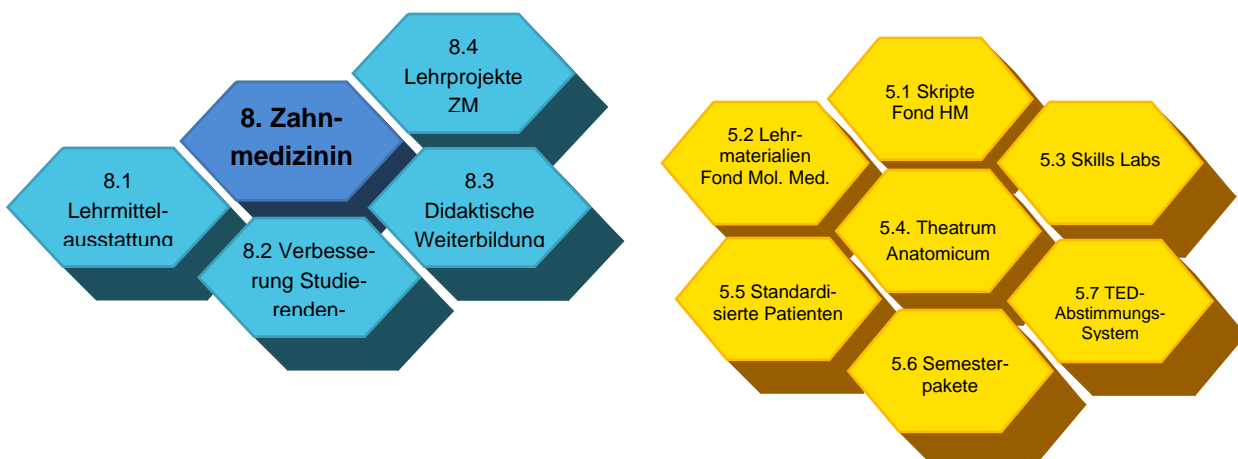 8.4
Lehrprojekte
ZM
8. Zahn-
medizinin
8.1
Lehrmittel-
ausstattung
8.3
Didaktische
Weiterbildung
8.2 Verbesse-
rung Studie-
renden-
5.1 Skripte
Fond HM
5.2 Lehr-
materialien
Fond Mol. Med.
5.3 Skills Labs
5.4. Theatrum
Anatomicum
5.5 Standardi-
sierte Patienten
5.7 TED-
Abstimmungs-
System
5.6 Semester-
pakete